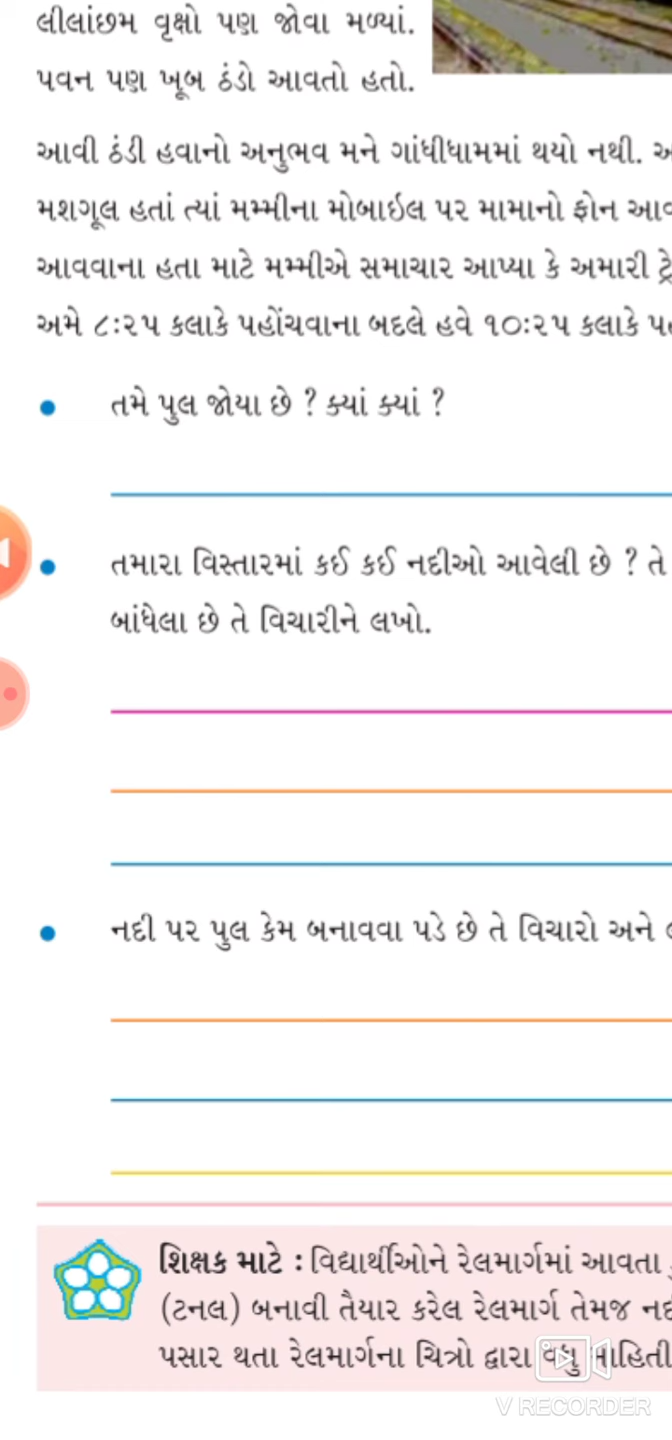 લીલાંછમ વૃક્ષો પણ જોવા મળ્યાં.
પવન પણ ખૂબ ઠંડો આવતો હતો.
આવી ઠંડી હવાનો અનુભવ મને ગાંધીધામમાં થયો નથી.
મશગૂલ હતાં ત્યાં મમ્મીના મોબાઇલ પર મામાનો ફોન
આવવાના હતા માટે મમ્મીએ સમાચાર આપ્યા કે અમારી
અમે ૮:૨૫ કલાકે પહોંચવાના બદલે હવે ૧૦:૨૫ કલાકે
• તમે પુલ જોયા છે ? ક્યાં ક્યાં ?
• તમારા વિસ્તારમાં કઈ કઈ નદીઓ આવેલી છે ? તે
બાંધેલા છે તે વિચારીને લખો.
• નદી પર પુલ કેમ બનાવવા પડે છે તે વિચારો અને
શિક્ષક માટે : વિદ્યાર્થીઓને રેલમાર્ગમાં આવતા
(ટનલ) બનાવી તૈયાર કરેલ રેલમાર્ગ તેમજ
પસાર થતા રેલમાર્ગના ચિત્રો દ્વારા વધુ માહિતી
V RECORDER